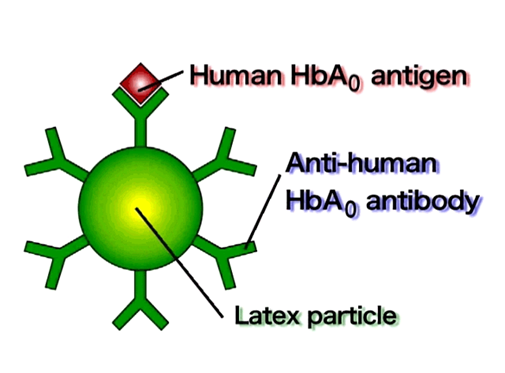 Human HbA₀ antigen
Anti-human
HbA₀ antibody
Latex particle